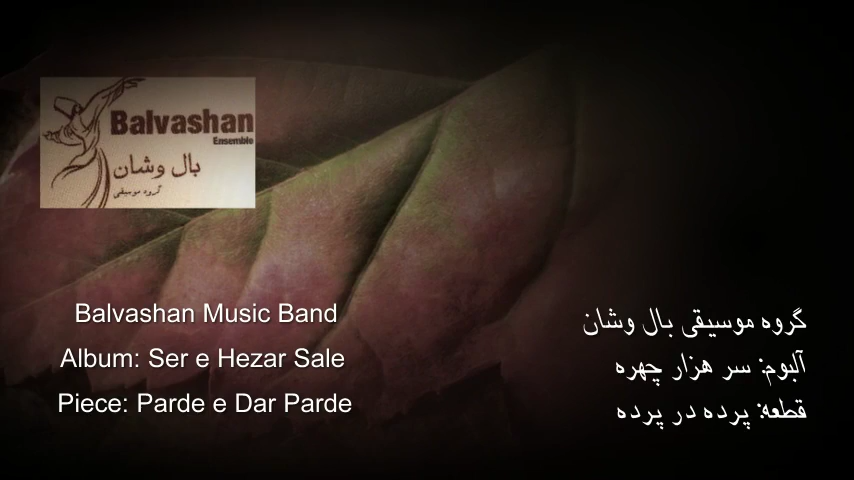 Balvashan
Ensemble
بال وشان
گروه موسیقی
Balvashan Music Band
Album: Ser e Hezar Sale
Piece: Parde e Dar Parde
گروه موسیقی بال وشان
آلبوم: سر هزار چهره
قطعه: پرده در پرده